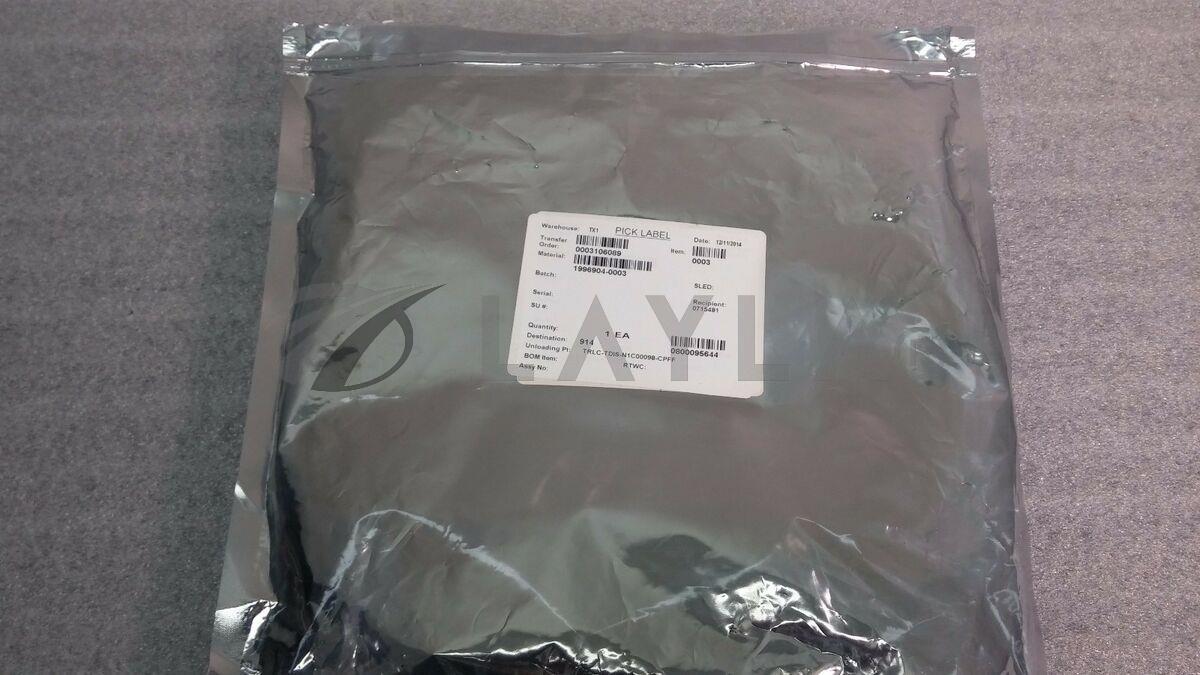 Warehouse: TX1 PICK LABEL Date: 12/11/2014
Transfer Order: 0003106089 Item: 0003
Material: 1996904-0003
Batch: SLED:
Serial: Recipient: 0715481
SU #:
Quantity: 1 EA
Destination: 914 0800095644
Unloading Pt: TRLC-TDIS-N1C00098-CPFF
BOM Item: RTWC:
Assy No:
LAYL